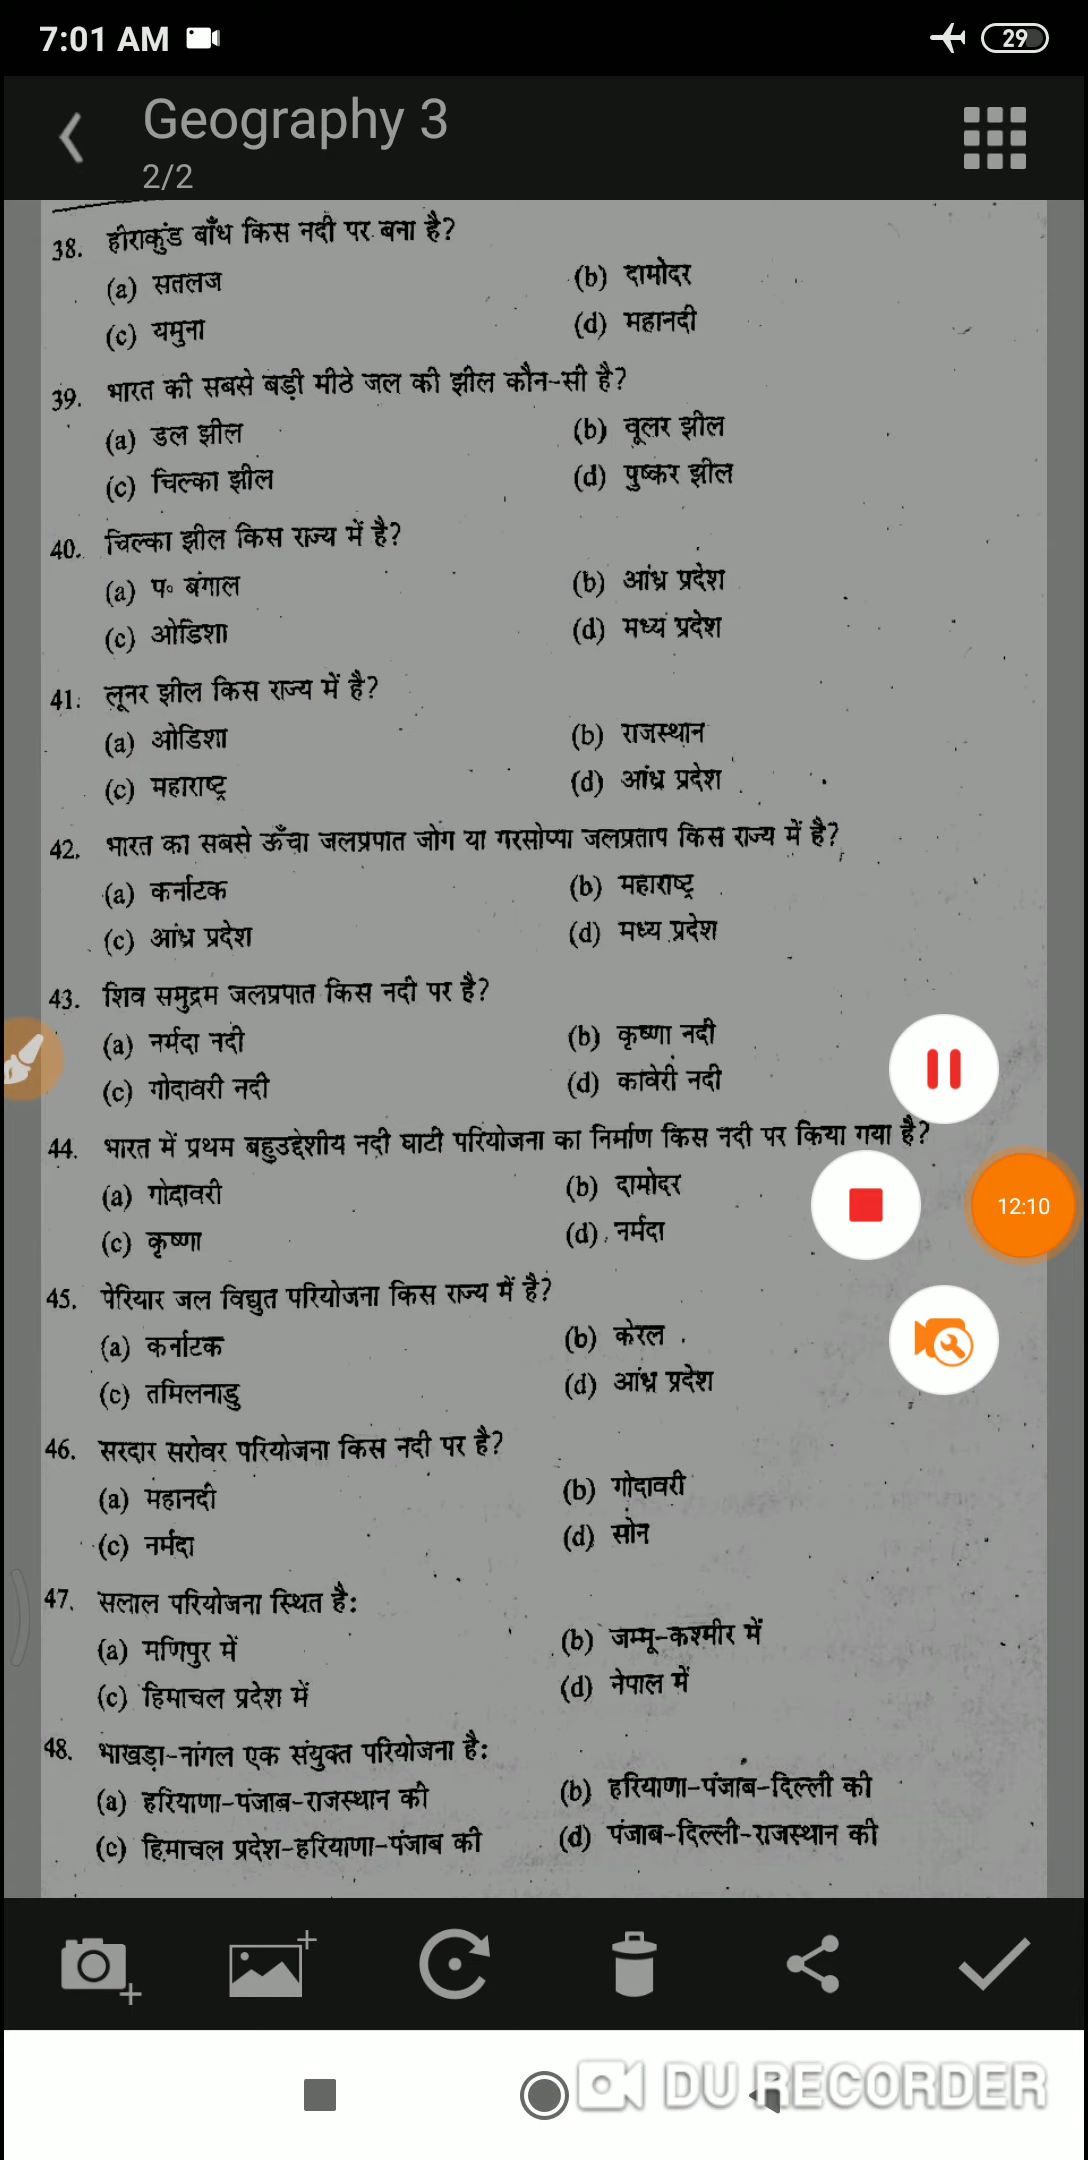 7:01 AM
29
Geography 3
2/2
38. हीराकुंड बाँध किस नदी पर बना है?
(a) सतलज (b) दामोदर
(c) यमुना (d) महानदी
39. भारत की सबसे बड़ी मीठे जल की झील कौन-सी है?
(a) डल झील (b) वूलर झील
(c) चिल्का झील (d) पुष्कर झील
40. चिल्का झील किस राज्य में है?
(a) प॰ बंगाल (b) आंध्र प्रदेश
(c) ओडिशा (d) मध्य प्रदेश
41. लूनर झील किस राज्य में है?
(a) ओडिशा (b) राजस्थान
(c) महाराष्ट्र (d) आंध्र प्रदेश
42. भारत का सबसे ऊँचा जलप्रपात जोग या गरसोप्पा जलप्रताप किस राज्य में है?
(a) कर्नाटक (b) महाराष्ट्र
(c) आंध्र प्रदेश (d) मध्य प्रदेश
43. शिव समुद्रम जलप्रपात किस नदी पर है?
(a) नर्मदा नदी (b) कृष्णा नदी
(c) गोदावरी नदी (d) कावेरी नदी
44. भारत में प्रथम बहुउद्देशीय नदी घाटी परियोजना का निर्माण किस नदी पर किया गया है?
(a) गोदावरी (b) दामोदर
(c) कृष्णा (d) नर्मदा
12:10
45. पेरियार जल विद्युत परियोजना किस राज्य में है?
(a) कर्नाटक (b) केरल
(c) तमिलनाडु (d) आंध्र प्रदेश
46. सरदार सरोवर परियोजना किस नदी पर है?
(a) महानदी (b) गोदावरी
(c) नर्मदा (d) सोन
47. सलाल परियोजना स्थित है:
(a) मणिपुर में (b) जम्मू-कश्मीर में
(c) हिमाचल प्रदेश में (d) नेपाल में
48. भाखड़ा-नांगल एक संयुक्त परियोजना है:
(a) हरियाणा-पंजाब-राजस्थान की (b) हरियाणा-पंजाब-दिल्ली की
(c) हिमाचल प्रदेश-हरियाणा-पंजाब की (d) पंजाब-दिल्ली-राजस्थान की
DU RECORDER